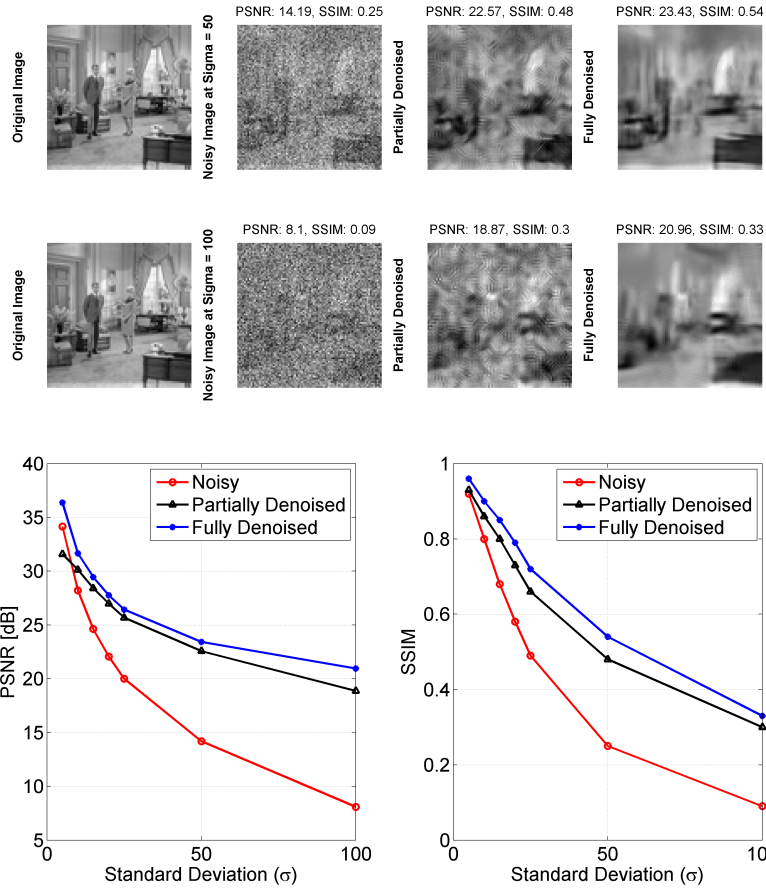 PSNR: 14.19, SSIM: 0.25
PSNR: 22.57, SSIM: 0.48
PSNR: 23.43, SSIM: 0.54
Original Image
Noisy Image at Sigma = 50
Partially Denoised
Fully Denoised
PSNR: 8.1, SSIM: 0.09
PSNR: 18.87, SSIM: 0.3
PSNR: 20.96, SSIM: 0.33
Original Image
Noisy Image at Sigma = 100
Partially Denoised
Fully Denoised
40
35
30
25
20
15
10
5
PSNR [dB]
Noisy
Partially Denoised
Fully Denoised
0
50
100
Standard Deviation (σ)
1
0.8
0.6
0.4
0.2
0
SSIM
Noisy
Partially Denoised
Fully Denoised
0
50
100
Standard Deviation (σ)